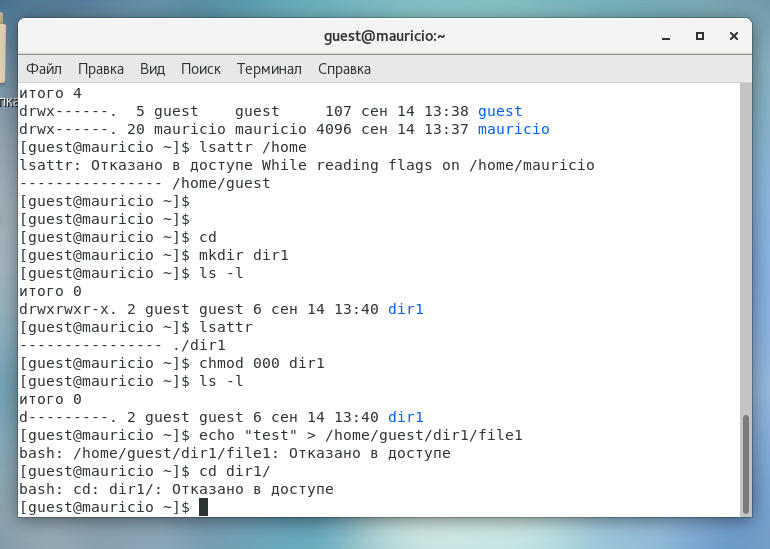 guest@mauricio:~
Файл Правка Вид Поиск Терминал Справка
итого 4
drwx------.  5 guest    guest     107 сен 14 13:38 guest
drwx------. 20 mauricio mauricio 4096 сен 14 13:37 mauricio
[guest@mauricio ~]$ lsattr /home
lsattr: Отказано в доступе While reading flags on /home/mauricio
---------------- /home/guest
[guest@mauricio ~]$
[guest@mauricio ~]$
[guest@mauricio ~]$ cd
[guest@mauricio ~]$ mkdir dir1
[guest@mauricio ~]$ ls -l
итого 0
drwxrwxr-x. 2 guest guest 6 сен 14 13:40 dir1
[guest@mauricio ~]$ lsattr
---------------- ./dir1
[guest@mauricio ~]$ chmod 000 dir1
[guest@mauricio ~]$ ls -l
итого 0
d---------. 2 guest guest 6 сен 14 13:40 dir1
[guest@mauricio ~]$ echo "test" > /home/guest/dir1/file1
bash: /home/guest/dir1/file1: Отказано в доступе
[guest@mauricio ~]$ cd dir1/
bash: cd: dir1/: Отказано в доступе
[guest@mauricio ~]$